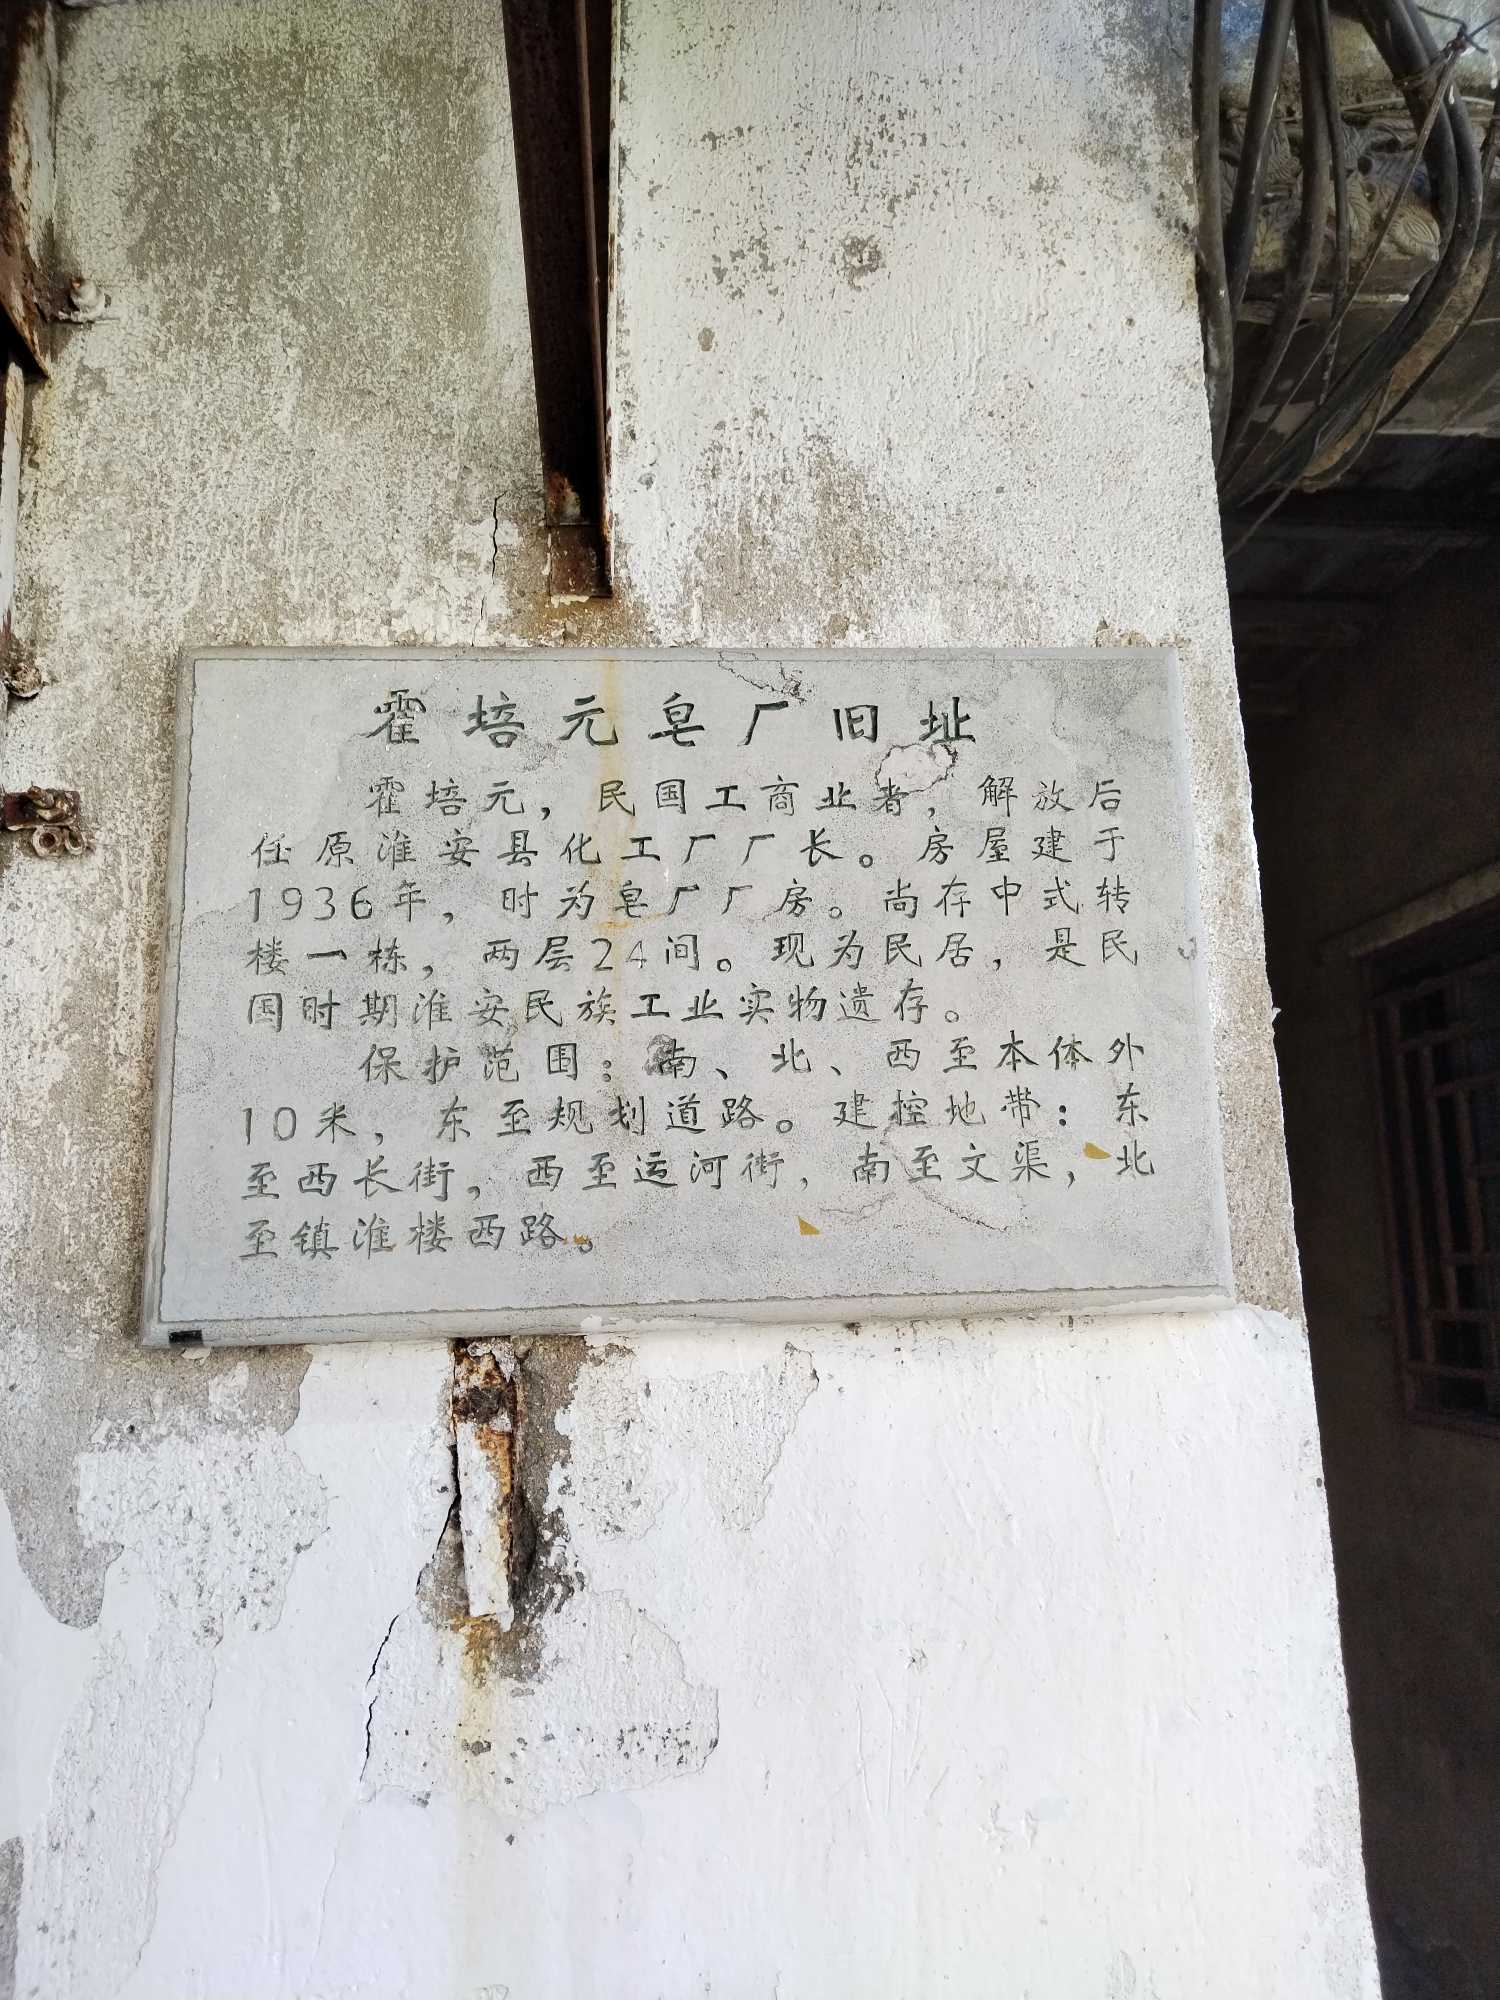 霍培元皂厂旧址
霍培元，民国工商业者，解放后
任原淮安县化工厂厂长。房屋建于
1936年，时为皂厂厂房。尚存中式转
楼一栋，两层24间。现为民居，是民
国时期淮安民族工业实物遗存。
保护范围：南、北、西至本体外
10米，东至规划道路。建控地带：东
至西长街，西至运河街，南至文渠，北
至镇淮楼西路。